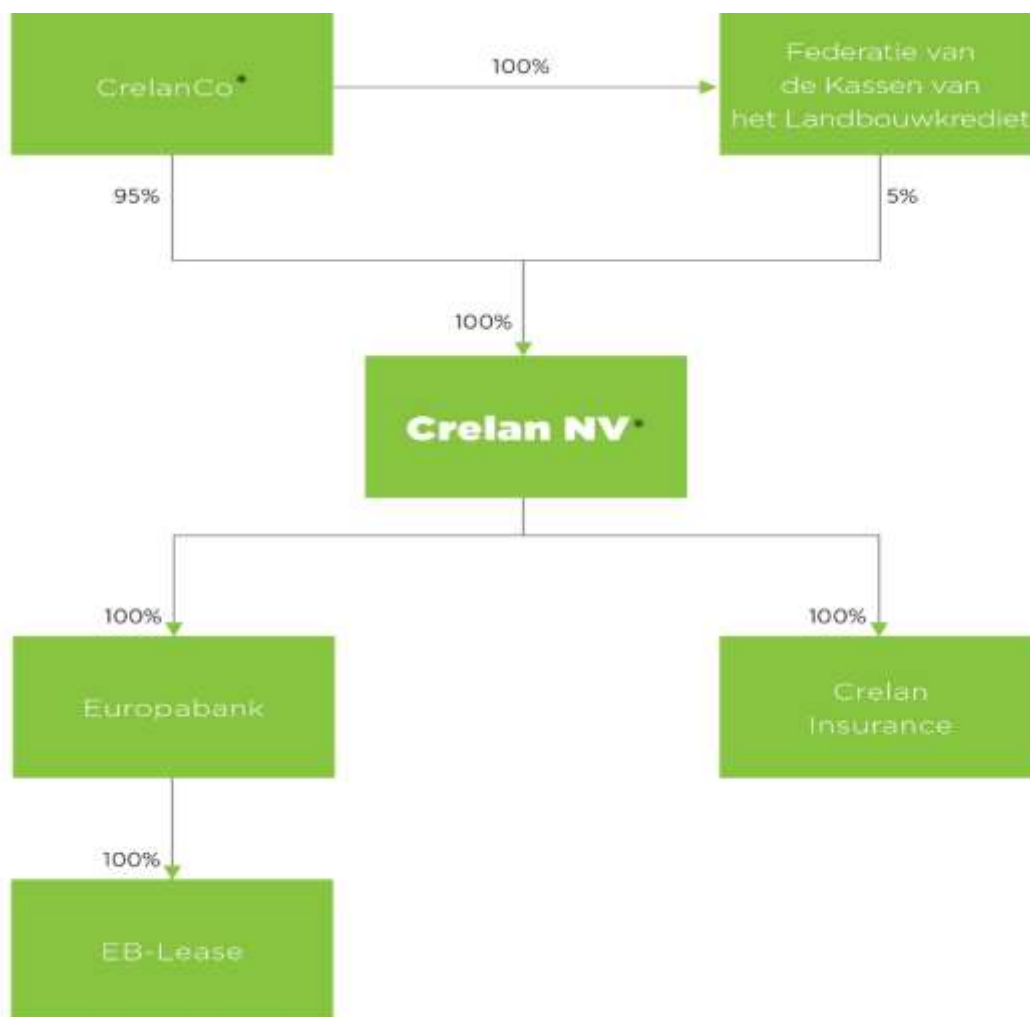 CrelanCo*
100%
Federatie van
de Kassen van
het Landbouwkrediet
95%
5%
100%
Crelan NV*
100%
100%
Europabank
Crelan
Insurance
100%
EB-Lease